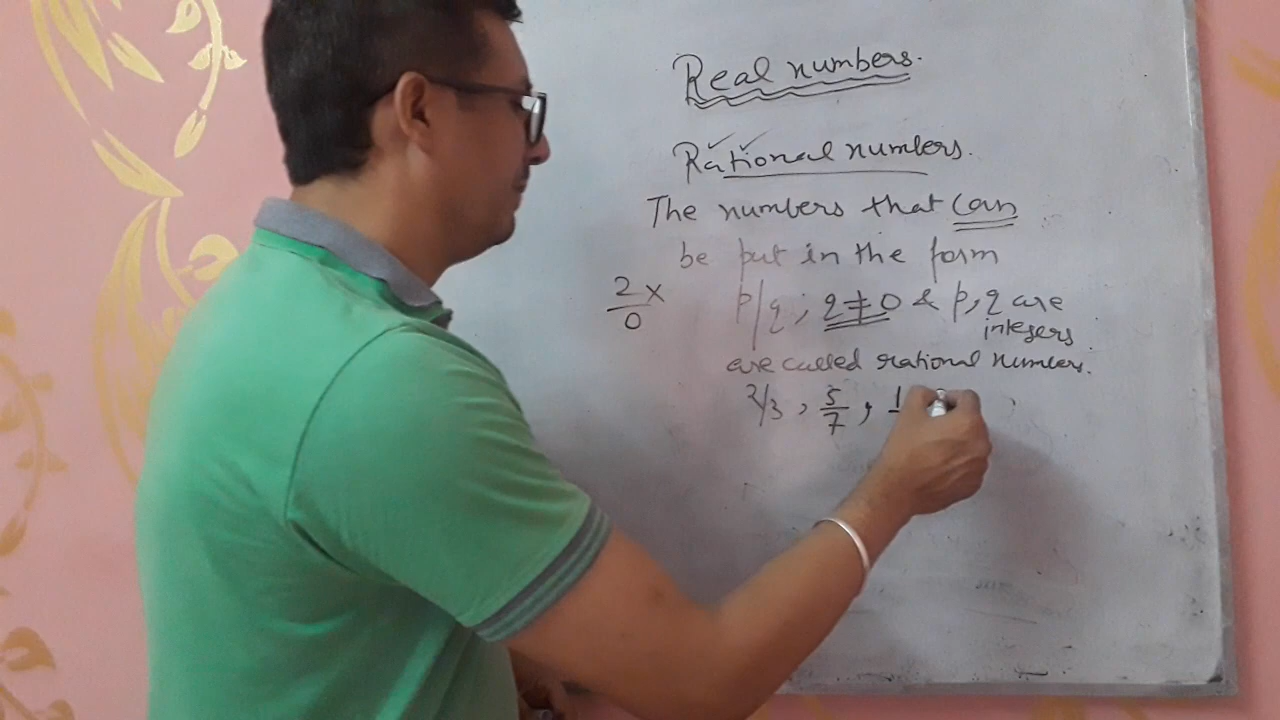 Real numbers.
Rational numbers.
The numbers that can
be put in the form
p/q, q ≠ 0 & p, q are
integers
2/0 x
are called rational numbers.
2/3, 5/7, 1